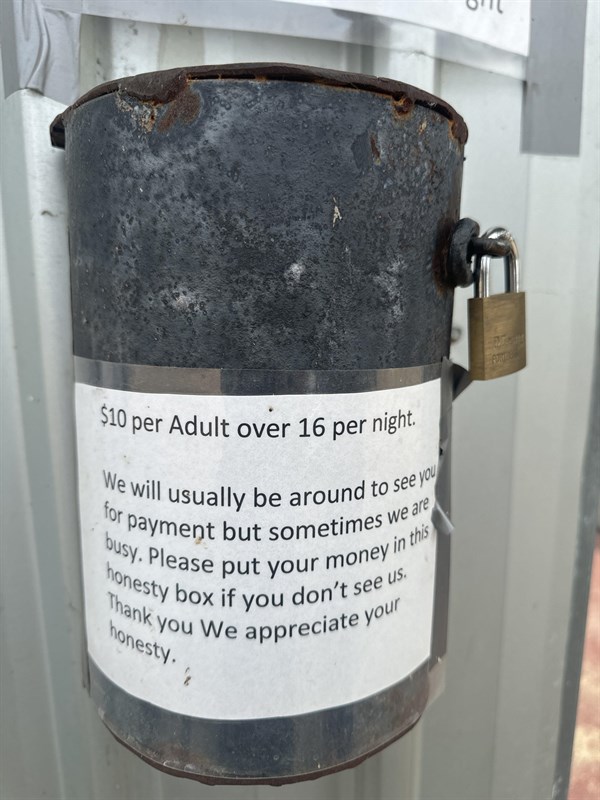 $10 per Adult over 16 per night.
We will usually be around to see you
for payment but sometimes we are
busy. Please put your money in this
honesty box if you don't see us.
Thank you We appreciate your
honesty.